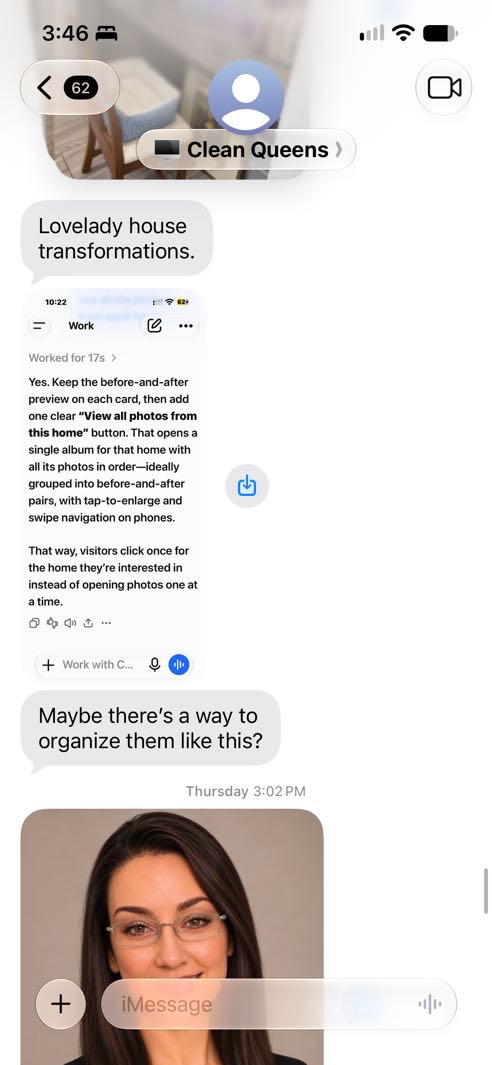 3:46
62
Clean Queens
Lovelady house
transformations.
10:22
62+
Work
Worked for 17s
Yes. Keep the before-and-after
preview on each card, then add
one clear “View all photos from
this home” button. That opens a
single album for that home with
all its photos in order—ideally
grouped into before-and-after
pairs, with tap-to-enlarge and
swipe navigation on phones.
That way, visitors click once for
the home they’re interested in
instead of opening photos one at
a time.
Work with C...
Maybe there’s a way to
organize them like this?
Thursday 3:02 PM
iMessage